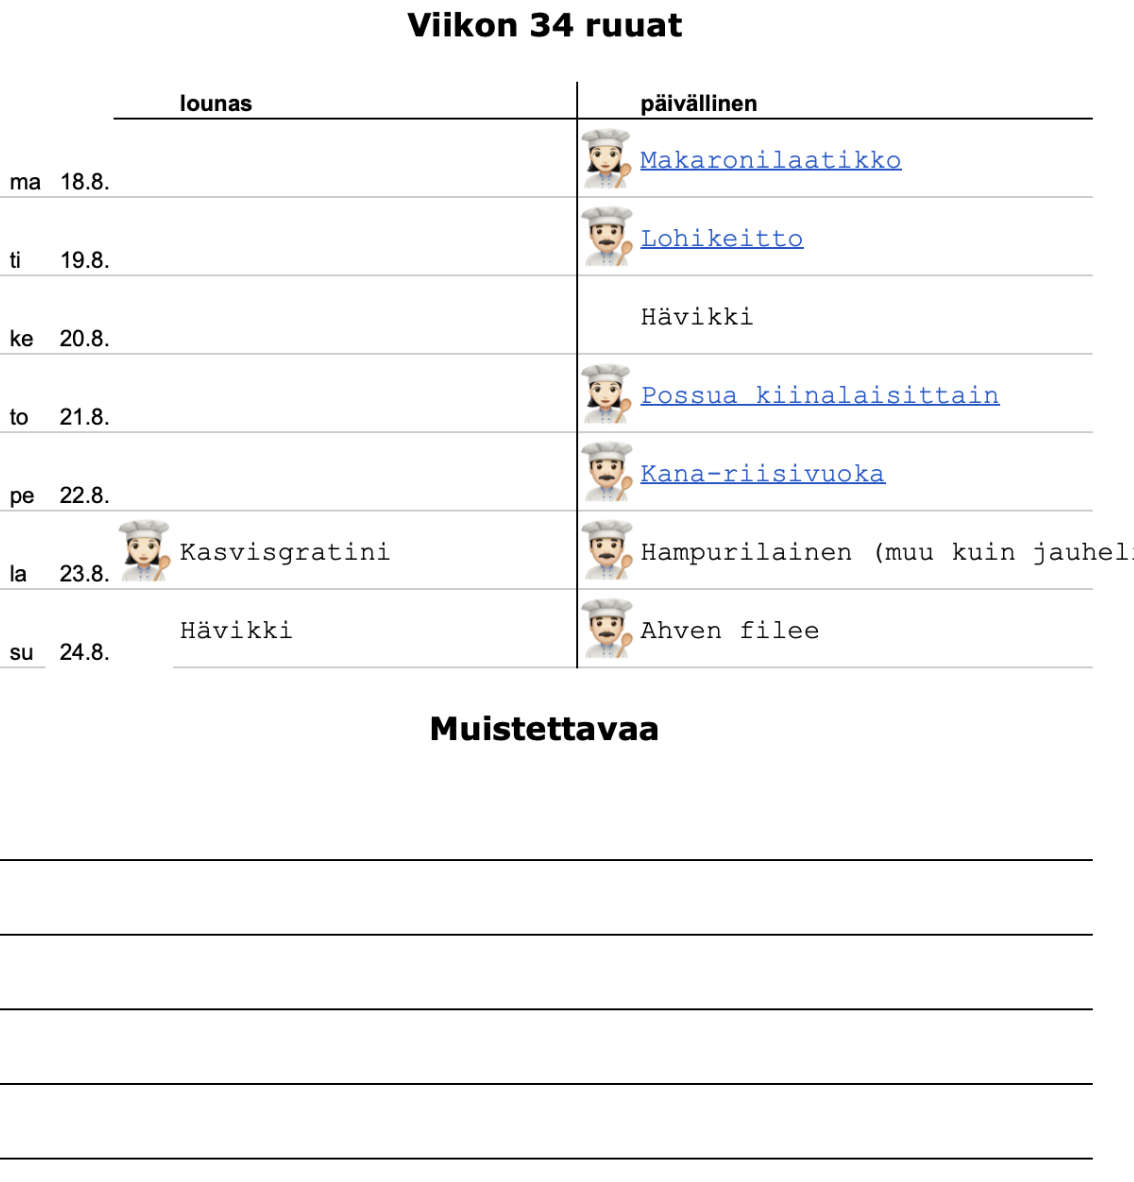 Viikon 34 ruuat
lounas päivällinen
ma 18.8. Makaronilaatikko
ti 19.8. Lohikeitto
ke 20.8. Hävikki
to 21.8. Possua kiinalaisittain
pe 22.8. Kana-riisivuoka
la 23.8. Kasvisgratini Hampurilainen (muu kuin
su 24.8. Hävikki Ahven filee
Muistettavaa